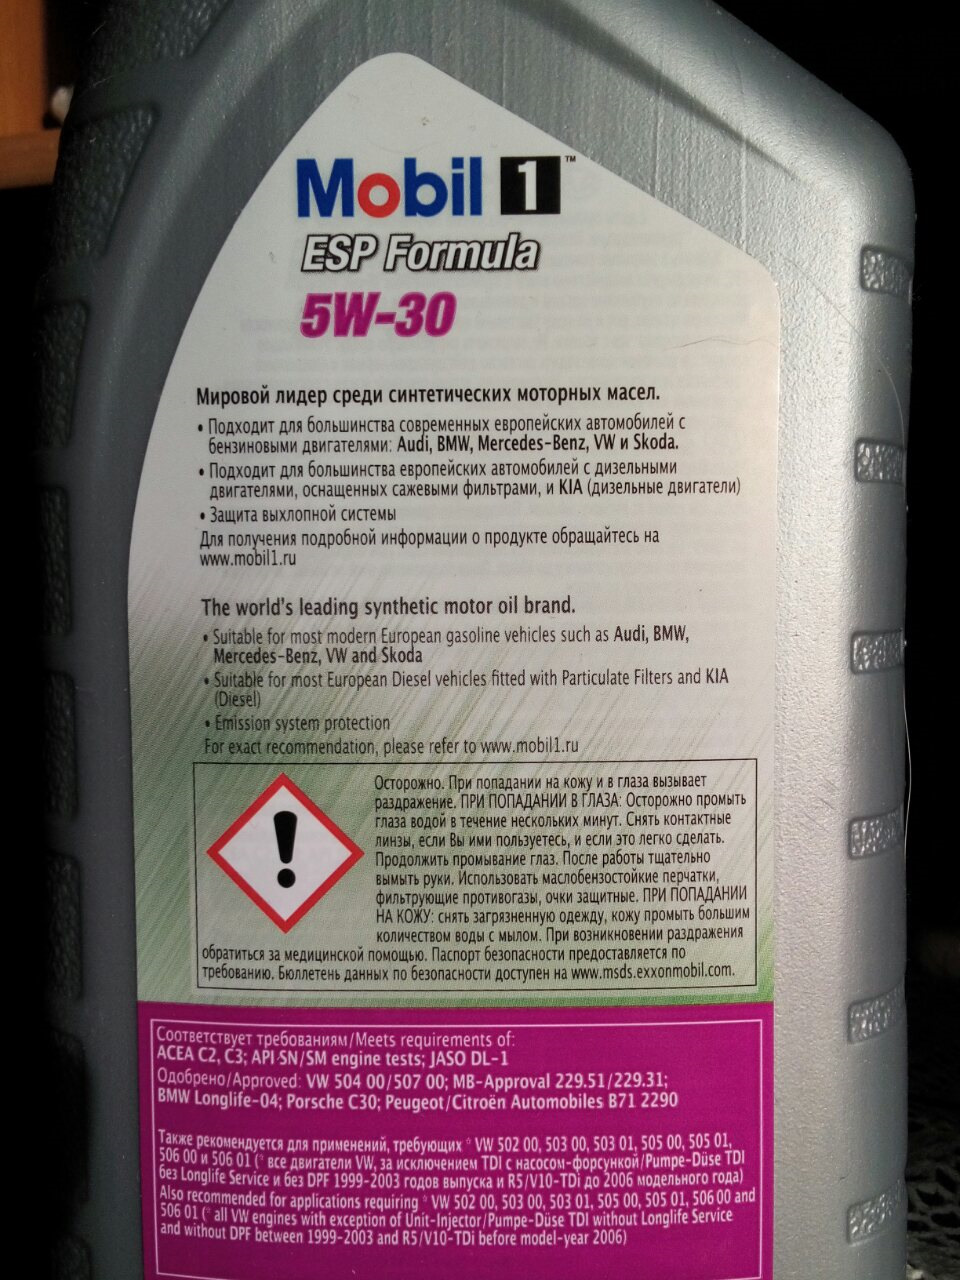 Mobil 1™
ESP Formula
5W-30
Мировой лидер среди синтетических моторных масел.
• Подходит для большинства современных европейских автомобилей с
бензиновыми двигателями: Audi, BMW, Mercedes-Benz, VW и Skoda.
• Подходит для большинства европейских автомобилей с дизельными
двигателями, оснащенных сажевыми фильтрами, и KIA (дизельные двигатели)
• Защита выхлопной системы
Для получения подробной информации о продукте обращайтесь на
www.mobil1.ru
The world's leading synthetic motor oil brand.
• Suitable for most modern European gasoline vehicles such as Audi, BMW,
Mercedes-Benz, VW and Skoda
• Suitable for most European Diesel vehicles fitted with Particulate Filters and KIA
(Diesel)
• Emission system protection
For exact recommendation, please refer to www.mobil1.ru
Осторожно. При попадании на кожу и в глаза вызывает
раздражение. ПРИ ПОПАДАНИИ В ГЛАЗА: Осторожно промыть
глаза водой в течение нескольких минут. Снять контактные
линзы, если Вы ими пользуетесь, и если это легко сделать.
Продолжить промывание глаз. После работы тщательно
вымыть руки. Использовать маслобензостойкие перчатки,
фильтрующие противогазы, очки защитные. ПРИ ПОПАДАНИИ
НА КОЖУ: снять загрязненную одежду, кожу промыть большим
количеством воды с мылом. При возникновении раздражения
обратиться за медицинской помощью. Паспорт безопасности предоставляется по
требованию. Бюллетень данных по безопасности доступен на www.msds.exxonmobil.com.
Соответствует требованиям/Meets requirements of:
ACEA C2, C3; API SN/SM engine tests; JASO DL-1
Одобрено/Approved: VW 504 00/507 00; MB-Approval 229.51/229.31;
BMW Longlife-04; Porsche C30; Peugeot/Citroën Automobiles B71 2290
Также рекомендуется для применений, требующих * VW 502 00, 503 00, 503 01, 505 00, 505 01,
506 00 и 506 01 (* все двигатели VW, за исключением TDI с насосом-форсункой/Pumpe-Düse TDI
без Longlife Service и без DPF 1999-2003 годов выпуска и R5/V10-TDi до 2006 модельного года)
Also recommended for applications requiring * VW 502 00, 503 00, 503 01, 505 00, 505 01, 506 00 and
506 01 (* all VW engines with exception of Unit-Injector/Pumpe-Düse TDI without Longlife Service
and without DPF between 1999-2003 and R5/V10-TDi before model-year 2006)